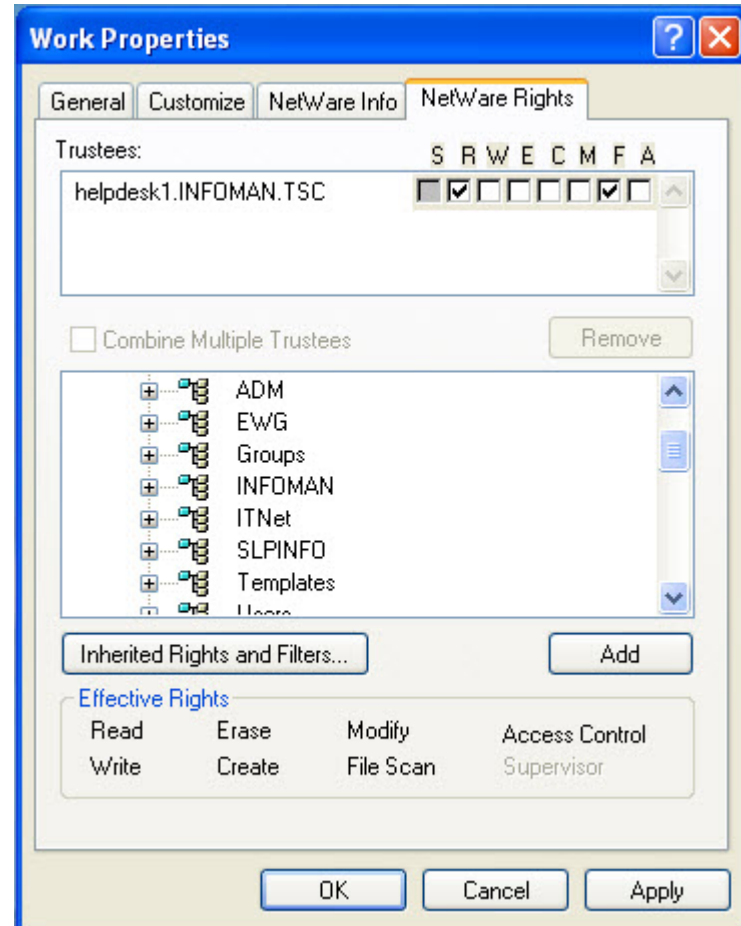 Work Properties
General Customize NetWare Info NetWare Rights
Trustees: S R W E C M F A
helpdesk1.INFOMAN.TSC
Combine Multiple Trustees Remove
ADM
EWG
Groups
INFOMAN
ITNet
SLPINFO
Templates
Users
Inherited Rights and Filters... Add
Effective Rights
Read Erase Modify Access Control
Write Create File Scan Supervisor
OK Cancel Apply